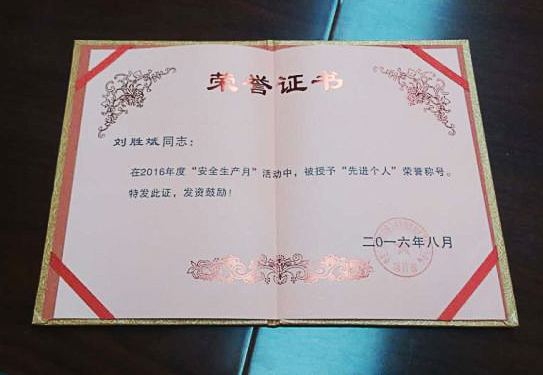 荣誉证书
刘胜斌同志：
在2016年度“安全生产月”活动中，被授予“先进个人”荣誉称号。
特发此证，发资鼓励！
二〇一六年八月